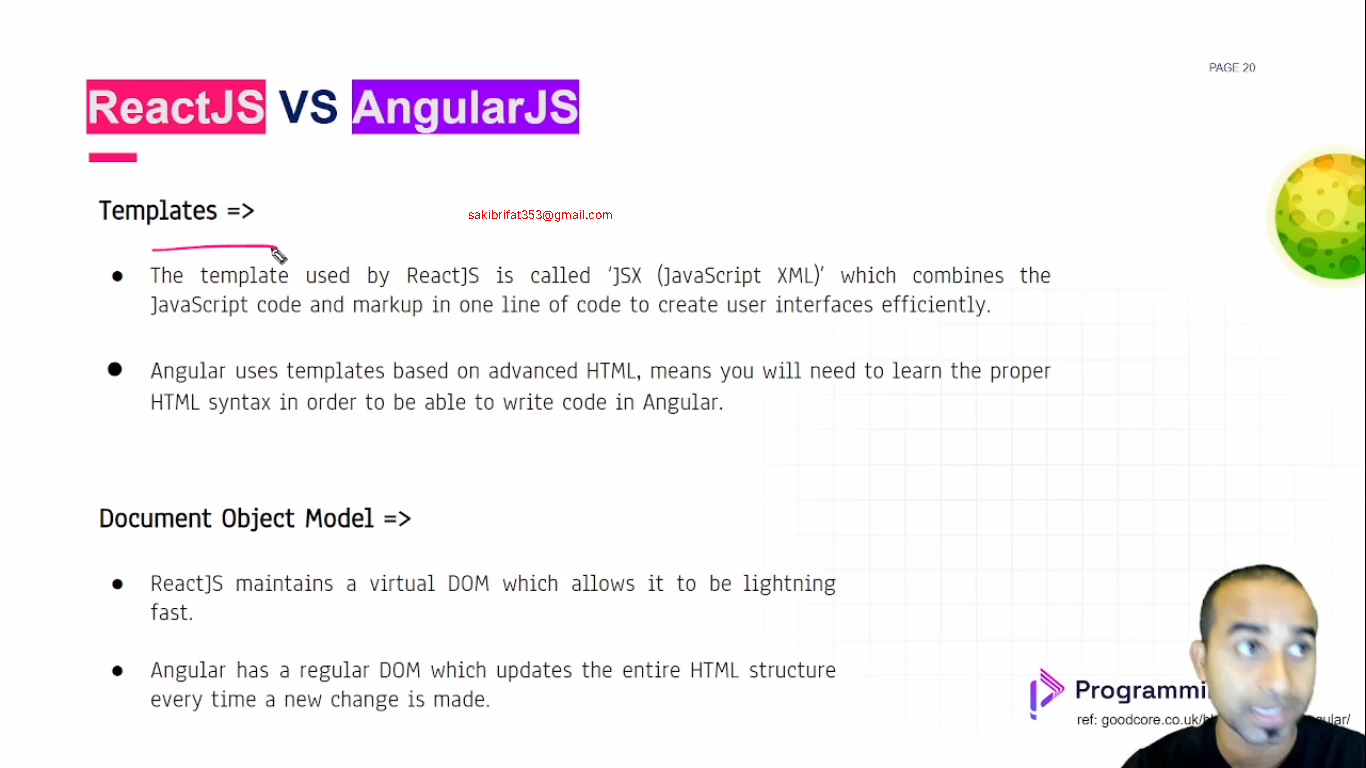 PAGE 20
ReactJS VS AngularJS
Templates =>
sakibrifat353@gmail.com
● The template used by ReactJS is called ‘JSX (JavaScript XML)’ which combines the
JavaScript code and markup in one line of code to create user interfaces efficiently.
● Angular uses templates based on advanced HTML, means you will need to learn the proper
HTML syntax in order to be able to write code in Angular.
Document Object Model =>
● ReactJS maintains a virtual DOM which allows it to be lightning
fast.
● Angular has a regular DOM which updates the entire HTML structure
every time a new change is made.
ref: goodcore.co.uk/